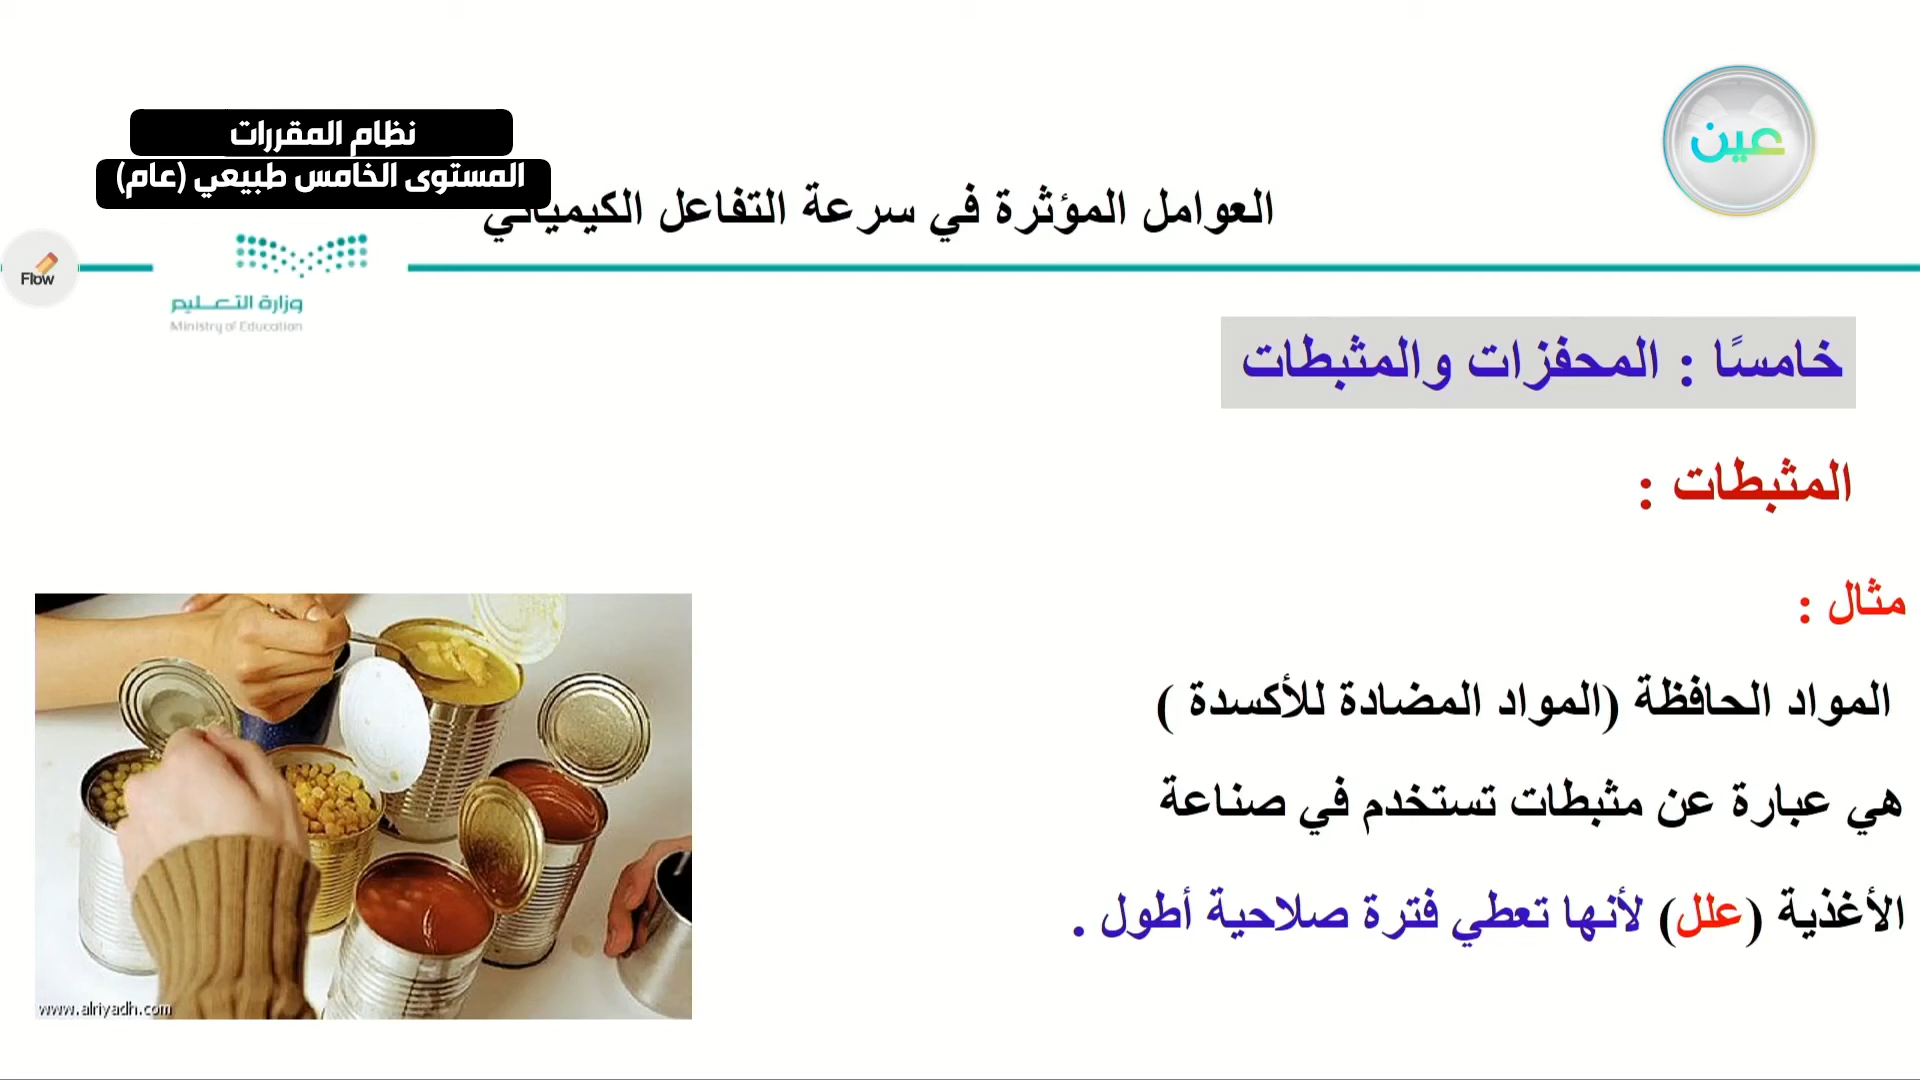 عين
نظام المقررات
المستوى الخامس طبيعي (عام)
العوامل المؤثرة في سرعة التفاعل الكيميائي
Flow
وزارة التعليم
Ministry of Education
خامسًا : المحفزات والمثبطات
المثبطات :
مثال :
المواد الحافظة (المواد المضادة للأكسدة )
هي عبارة عن مثبطات تستخدم في صناعة
الأغذية (علل) لأنها تعطي فترة صلاحية أطول .
www.alriyadh.com